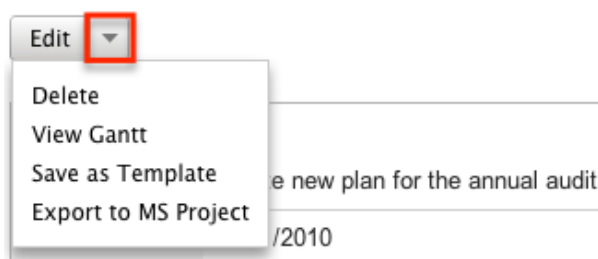 Edit
Delete
View Gantt
Save as Template
e new plan for the annual audit
Export to MS Project
/2010